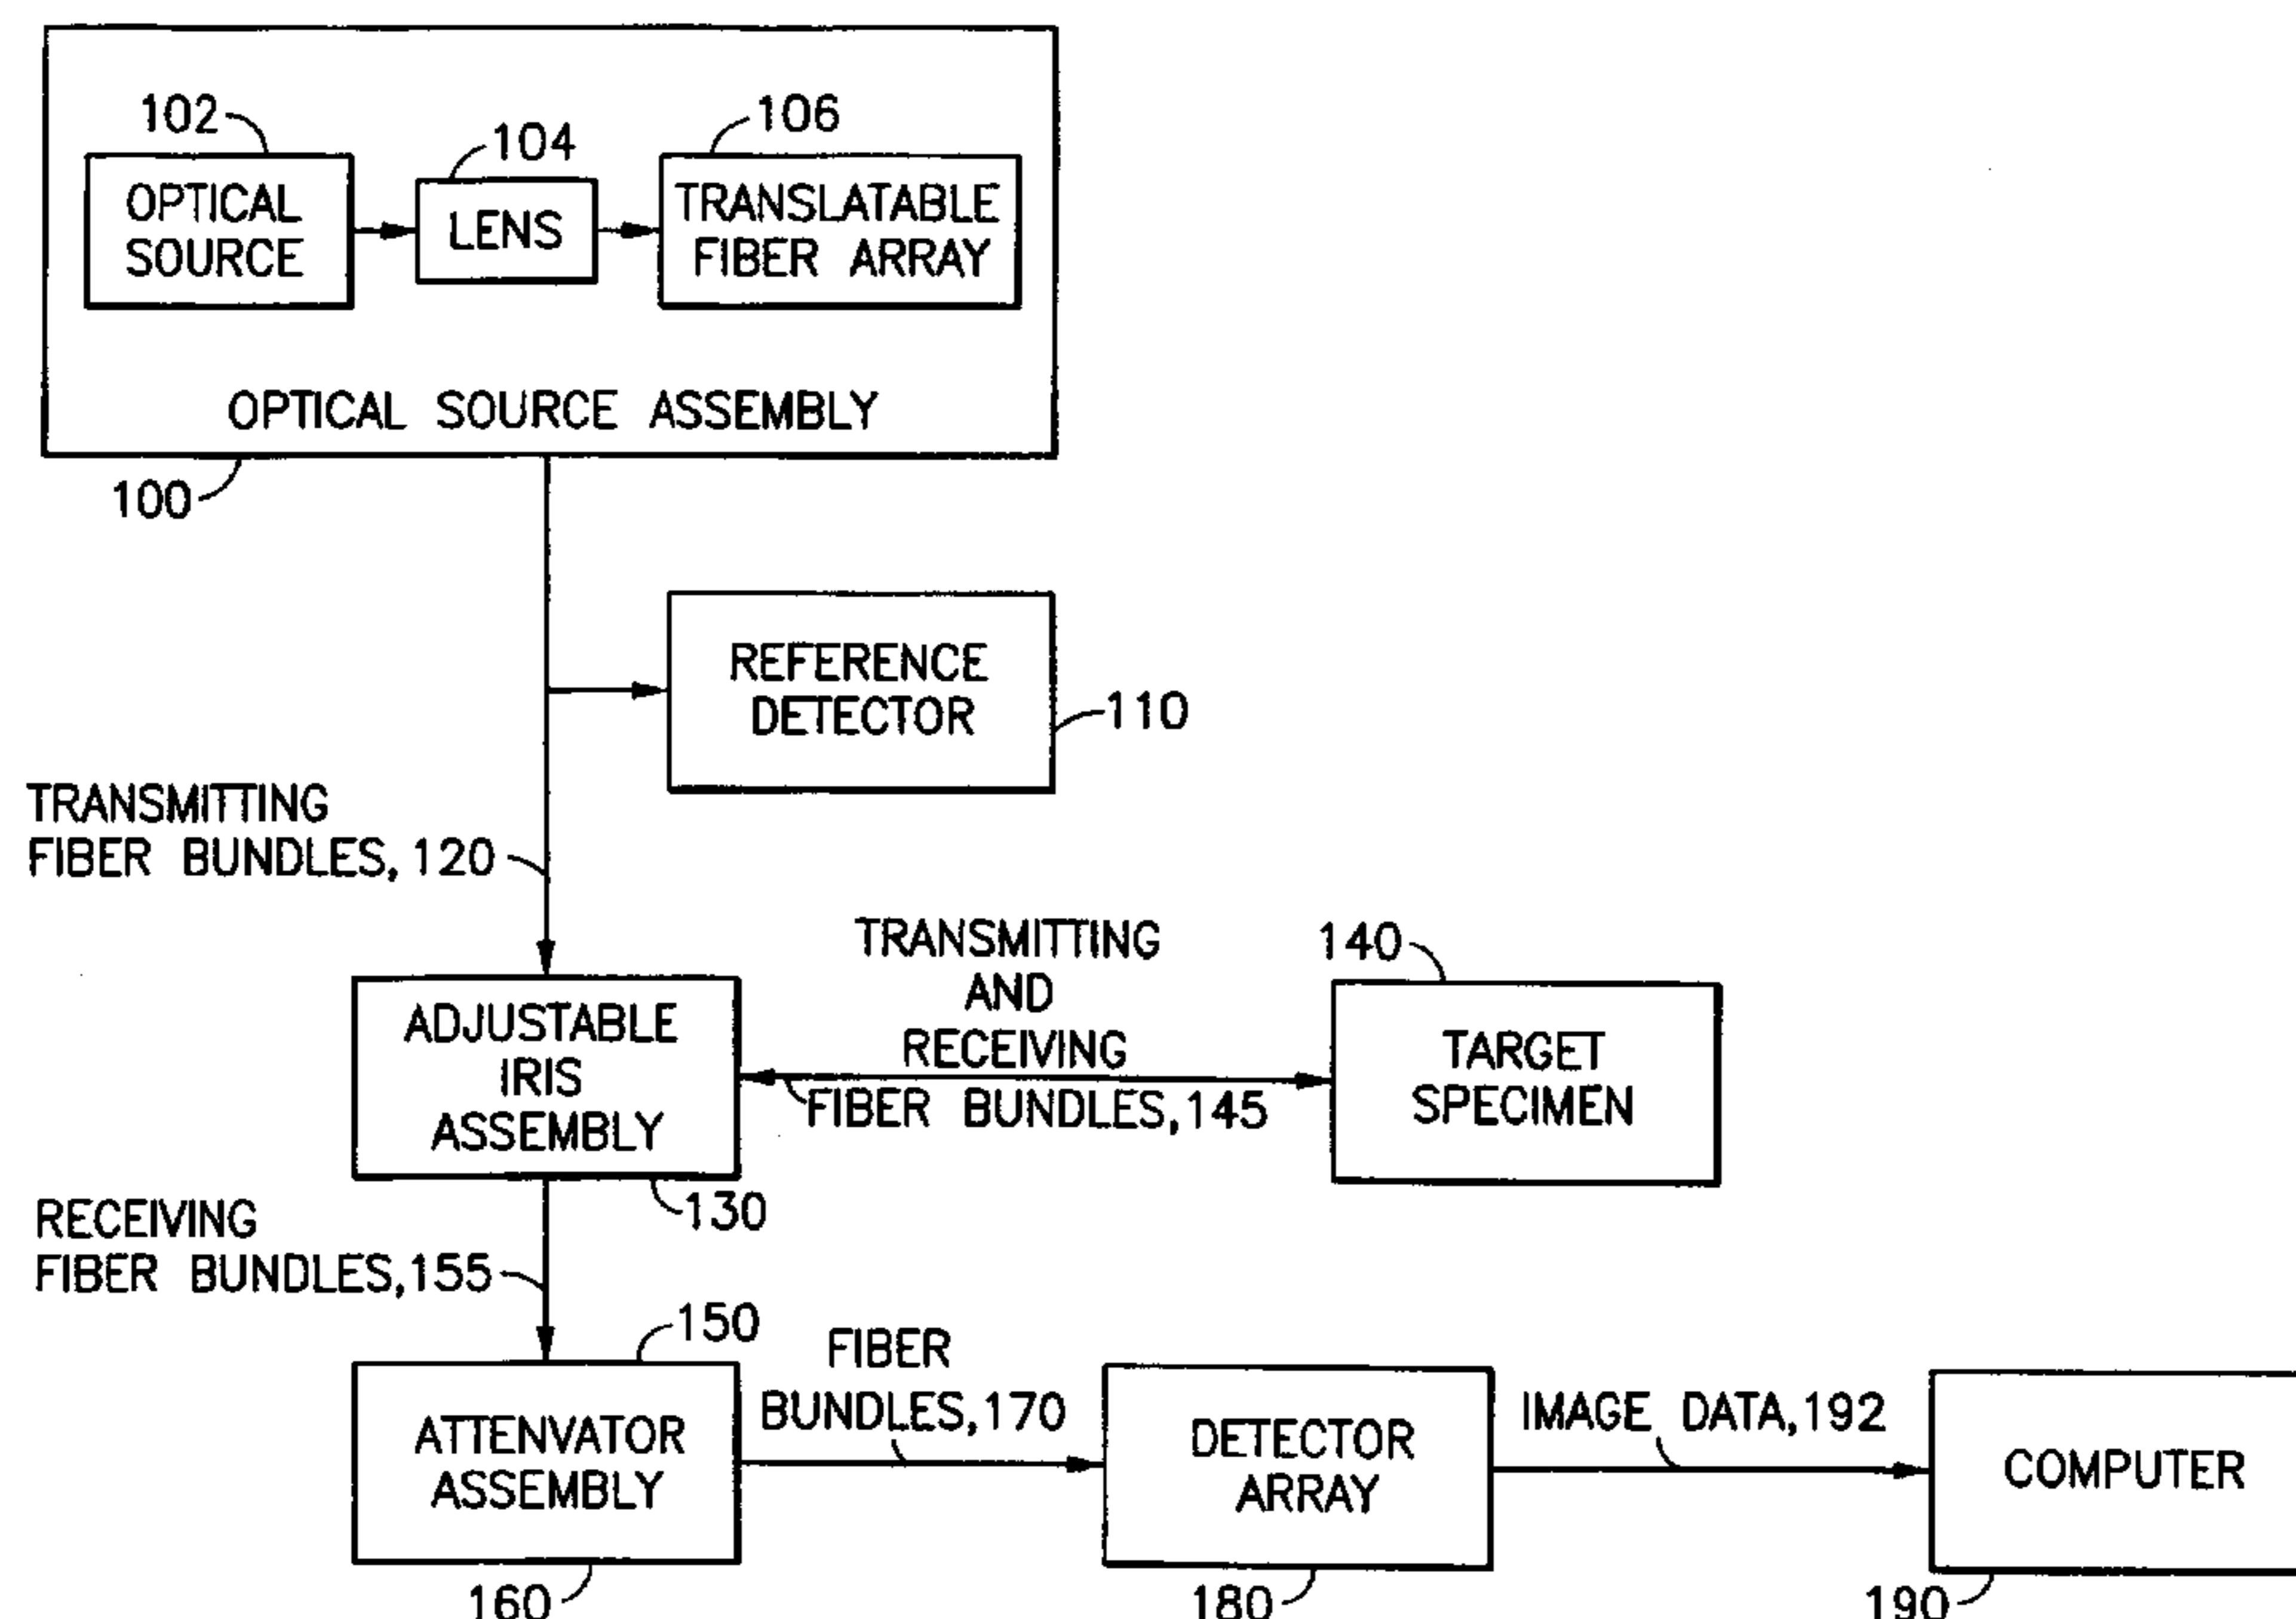 102
104
106
OPTICAL
SOURCE
LENS
TRANSLATABLE
FIBER ARRAY
OPTICAL SOURCE ASSEMBLY
100
REFERENCE
DETECTOR
110
TRANSMITTING
FIBER BUNDLES, 120
TRANSMITTING
AND
RECEIVING
FIBER BUNDLES,145
140
ADJUSTABLE
IRIS
ASSEMBLY
TARGET
SPECIMEN
130
RECEIVING
FIBER BUNDLES,155
150
FIBER
BUNDLES,170
IMAGE DATA,192
ATTENVATOR
ASSEMBLY
DETECTOR
ARRAY
COMPUTER
160
180
190